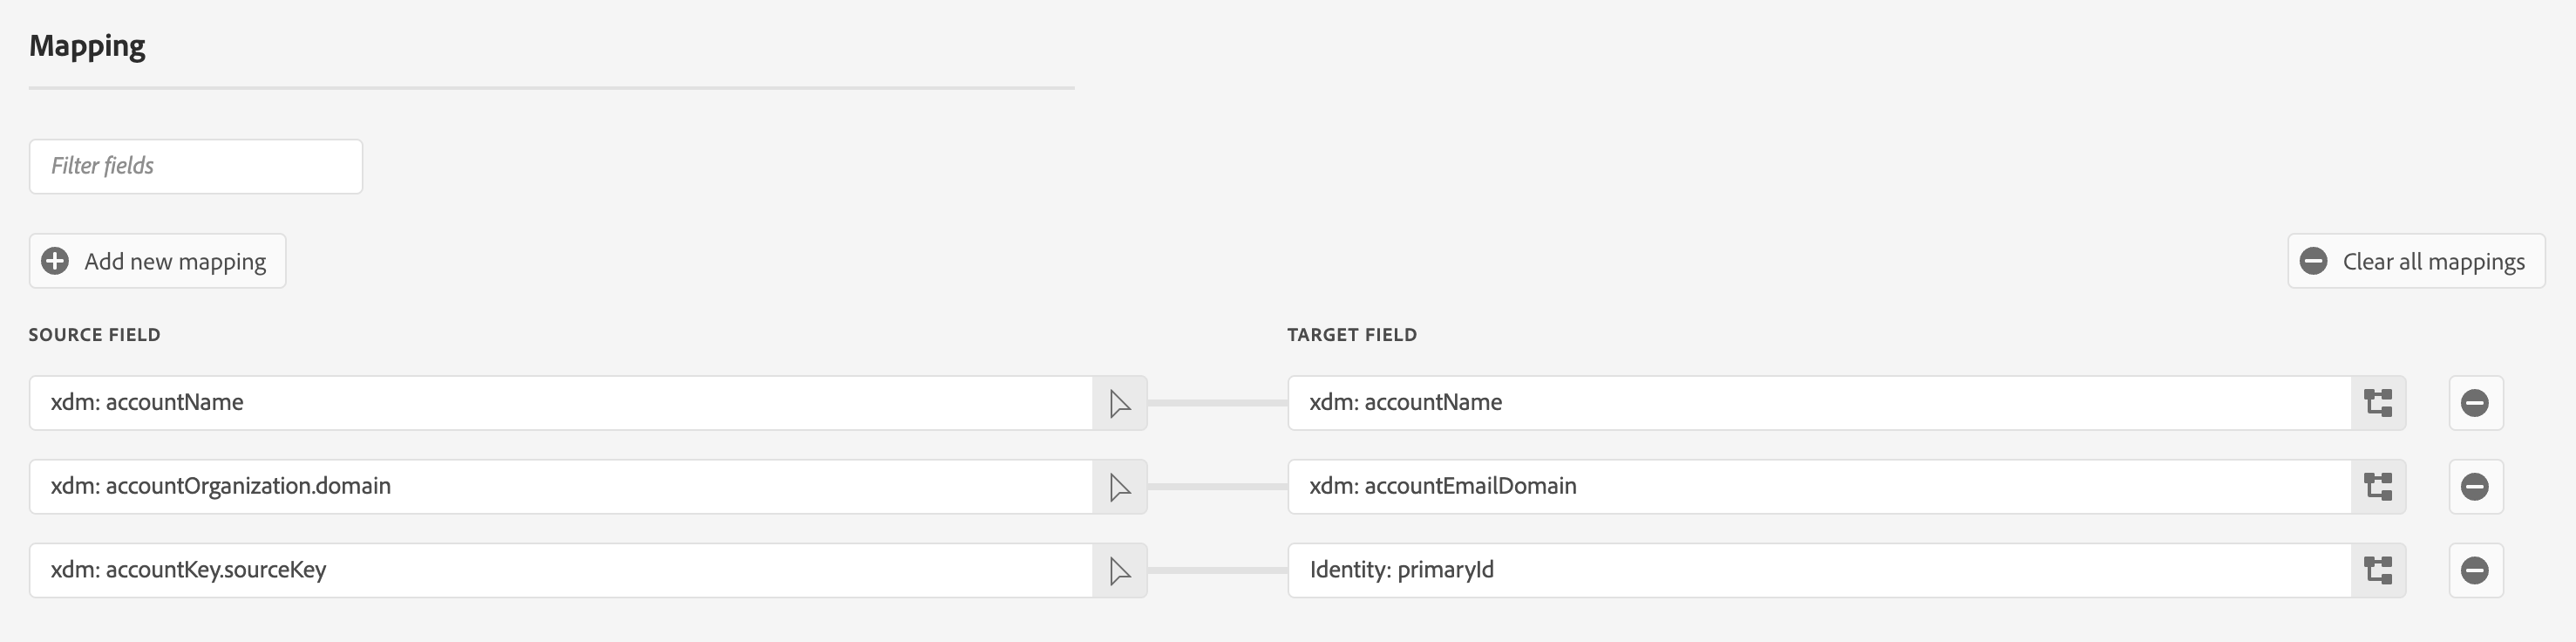 Mapping
Filter fields
Add new mapping
Clear all mappings
SOURCE FIELD
TARGET FIELD
xdm: accountName
xdm: accountName
xdm: accountOrganization.domain
xdm: accountEmailDomain
xdm: accountKey.sourceKey
Identity: primaryId